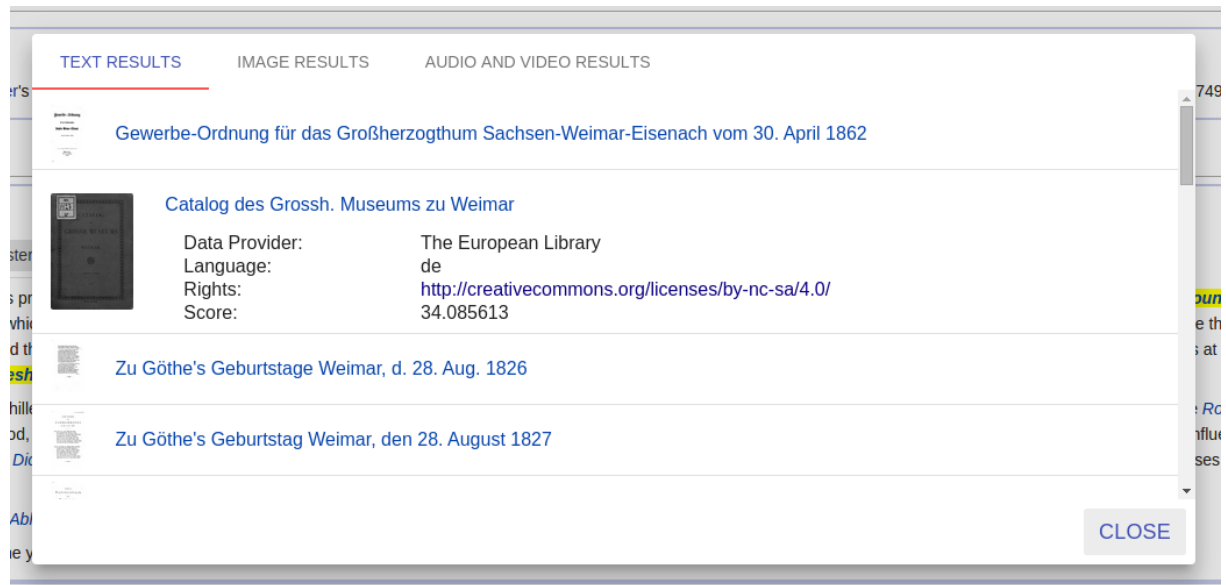 TEXT RESULTS IMAGE RESULTS AUDIO AND VIDEO RESULTS
Gewerbe-Ordnung für das Großherzogthum Sachsen-Weimar-Eisenach vom 30. April 1862
Catalog des Grossh. Museums zu Weimar
Data Provider: The European Library
Language: de
Rights: http://creativecommons.org/licenses/by-nc-sa/4.0/
Score: 34.085613
Zu Göthe's Geburtstage Weimar, d. 28. Aug. 1826
Zu Göthe's Geburtstag Weimar, den 28. August 1827
CLOSE